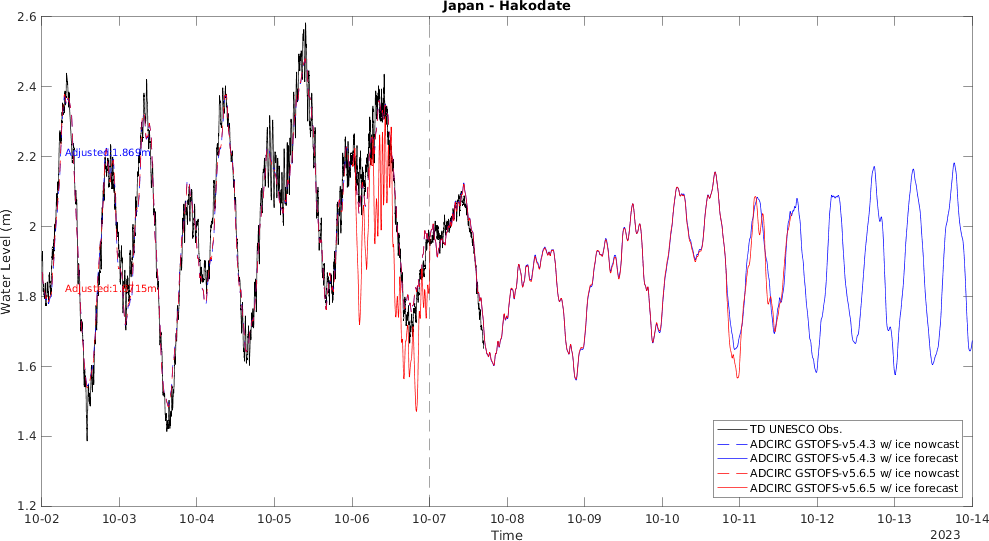 Japan - Hakodate
Water Level (m)
2.6
2.4
2.2
2
1.8
1.6
1.4
1.2
Adjusted:1.869m
TD UNESCO Obs.
ADCIRC GSTOFS-v5.4.3 w/ ice nowcast
ADCIRC GSTOFS-v5.4.3 w/ ice forecast
ADCIRC GSTOFS-v5.6.5 w/ ice nowcast
ADCIRC GSTOFS-v5.6.5 w/ ice forecast
10-02 10-03 10-04 10-05 10-06 10-07 10-08 10-09 10-10 10-11 10-12 10-13 10-14
Time
2023